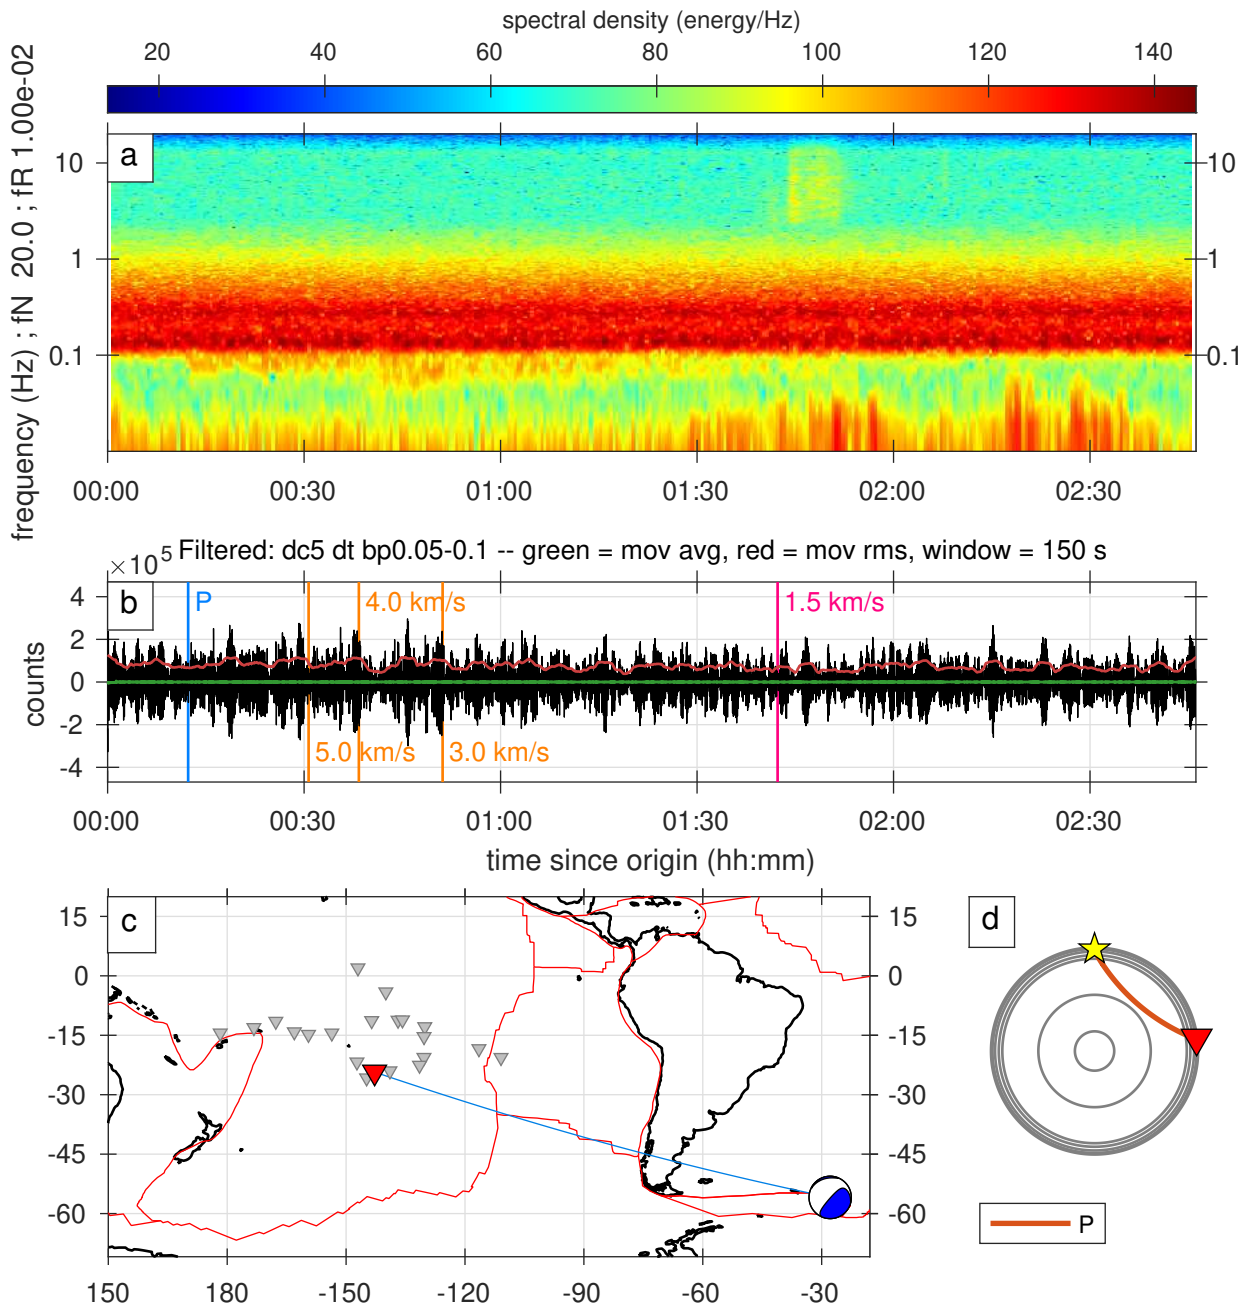 spectral density (energy/Hz)
20 40 60 80 100 120 140
frequency (Hz) ; fN 20.0 ; fR 1.00e-02
a
10 10
1 1
0.1 0.1
00:00 00:30 01:00 01:30 02:00 02:30
×10^5 Filtered: dc5 dt bp0.05-0.1 -- green = mov avg, red = mov rms, window = 150 s
b
counts
4
2
0
-2
-4
P
4.0 km/s
1.5 km/s
5.0 km/s
3.0 km/s
00:00 00:30 01:00 01:30 02:00 02:30
time since origin (hh:mm)
c
15 15
0 0
-15 -15
-30 -30
-45 -45
-60 -60
150 180 -150 -120 -90 -60 -30
d
P